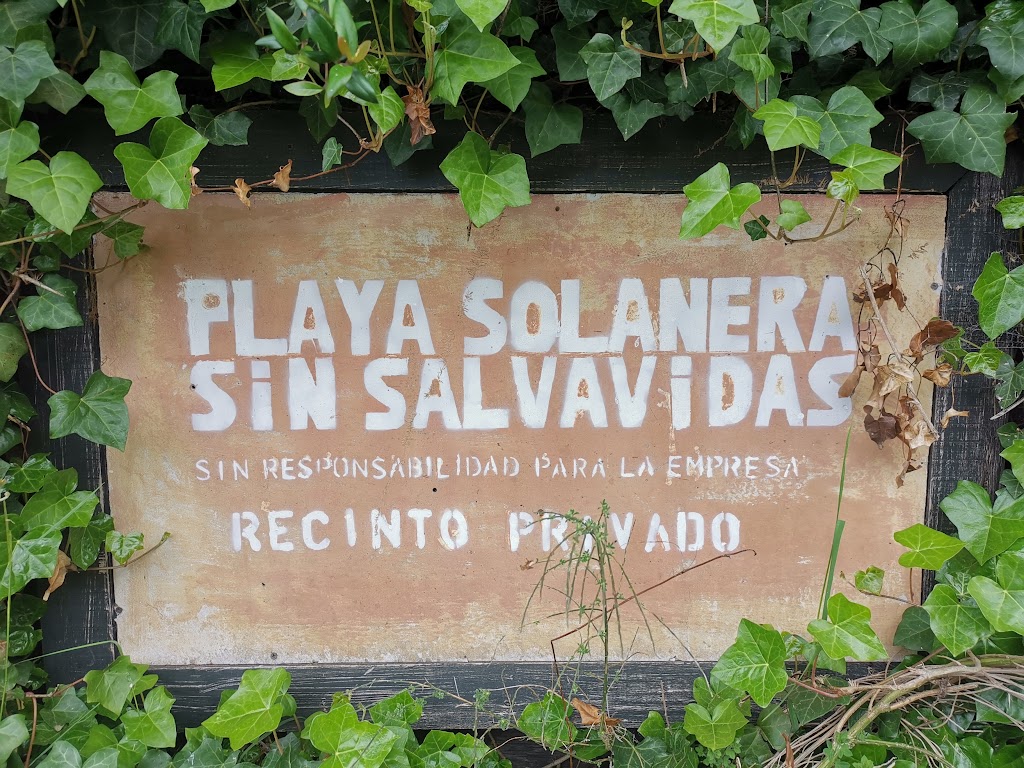 PLAYA SOLANERA
SiN SALVAViDAS
SIN RESPONSABILIDAD PARA LA EMPRESA
RECINTO PRIVADO